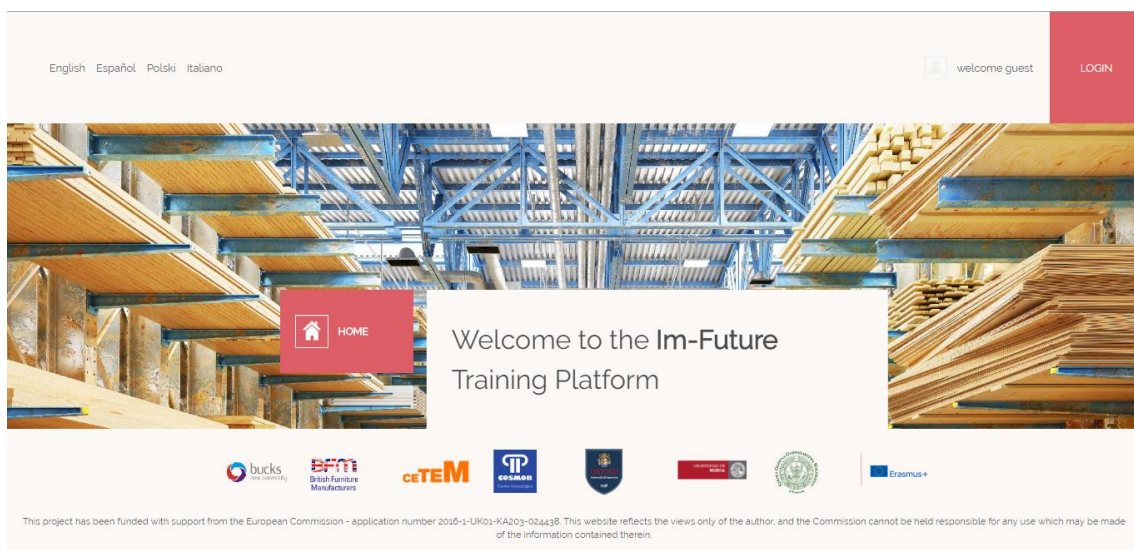 English Español Polski Italiano
welcome guest
LOGIN
HOME
Welcome to the Im-Future
Training Platform
bucks
new university
BFM
British Furniture
Manufacturers
CETEM
COSMOB
UNIVERSIDAD DE
MURCIA
Erasmus+
This project has been funded with support from the European Commission - application number 2016-1-UK01-KA203-024438. This website reflects the views only of the author, and the Commission cannot be held responsible for any use which may be made
of the information contained therein.